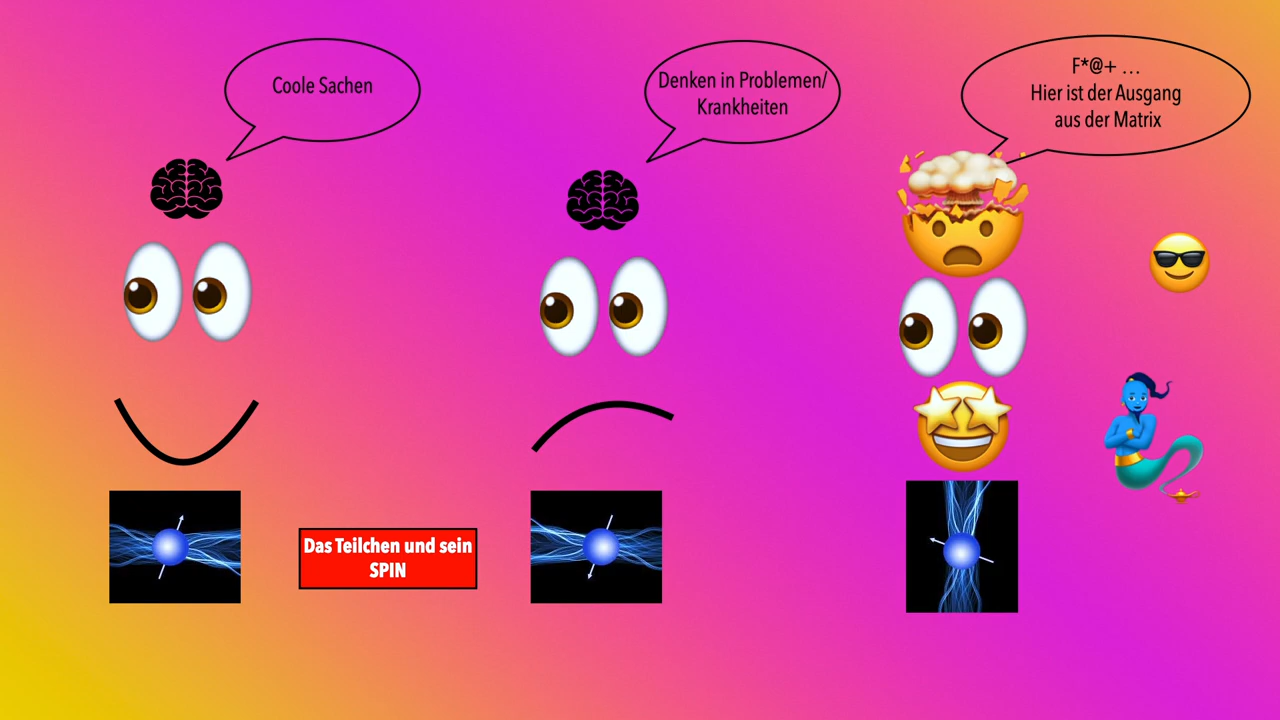 Coole Sachen
Denken in Problemen/
Krankheiten
F*@+ ...
Hier ist der Ausgang
aus der Matrix
Das Teilchen und sein
SPIN